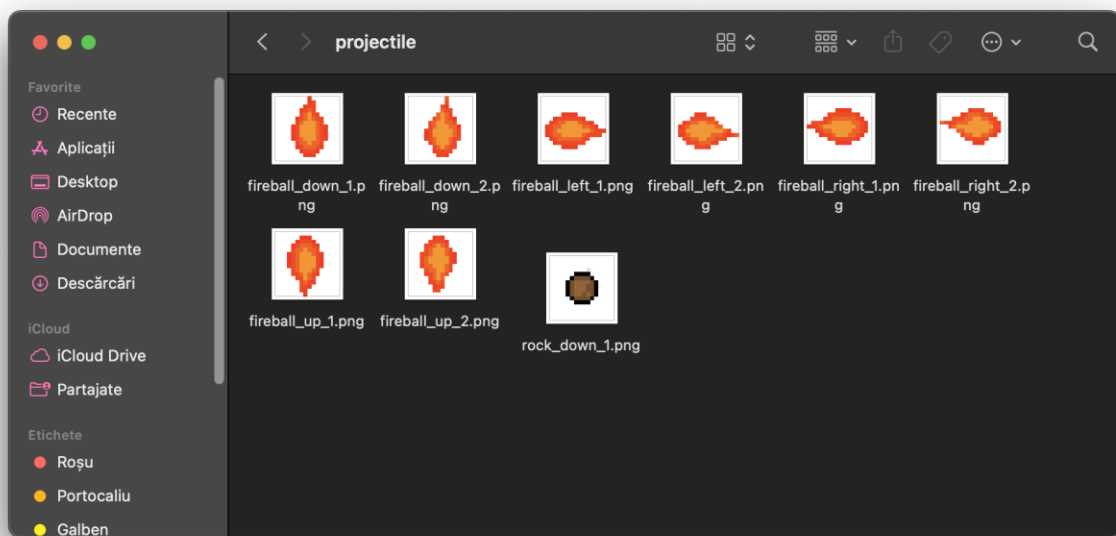 projectile
Favorite
Recente
Aplicații
Desktop
AirDrop
Documente
Descărcări
iCloud
iCloud Drive
Partajate
Etichete
Roșu
Portocaliu
Galben
fireball_down_1.p
ng
fireball_down_2.p
ng
fireball_left_1.png
fireball_left_2.pn
g
fireball_right_1.pn
g
fireball_right_2.p
ng
fireball_up_1.png
fireball_up_2.png
rock_down_1.png